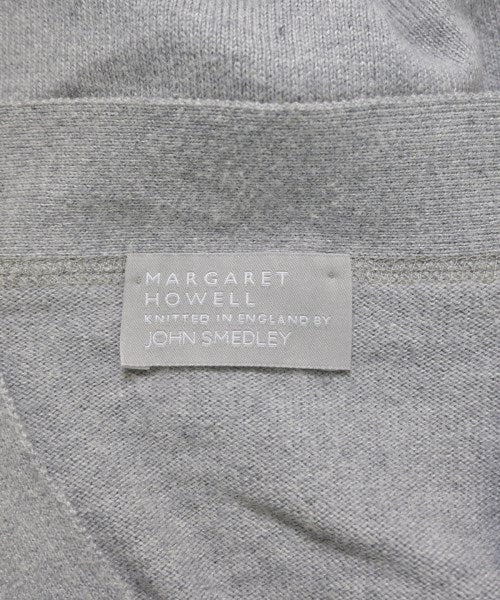 MARGARET
HOWELL
KNITTED IN ENGLAND BY
JOHN SMEDLEY